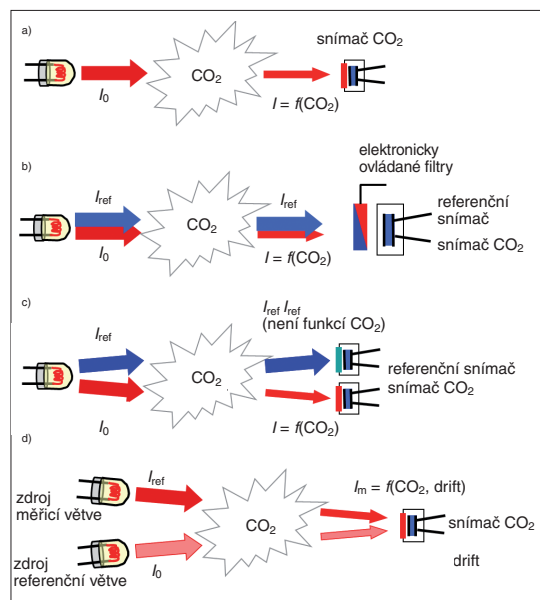 a)
snímač CO2
CO2
I0
I = f(CO2)
b)
elektronicky
ovládané filtry
Iref
Iref
referenční
snímač
CO2
I0
snímač CO2
I = f(CO2)
c)
Iref Iref
(není funkcí CO2)
Iref
referenční snímač
CO2
snímač CO2
I0
I = f(CO2)
d)
Iref
Im = f(CO2, drift)
zdroj
měřicí větve
CO2
snímač CO2
zdroj
referenční větve
I0
drift